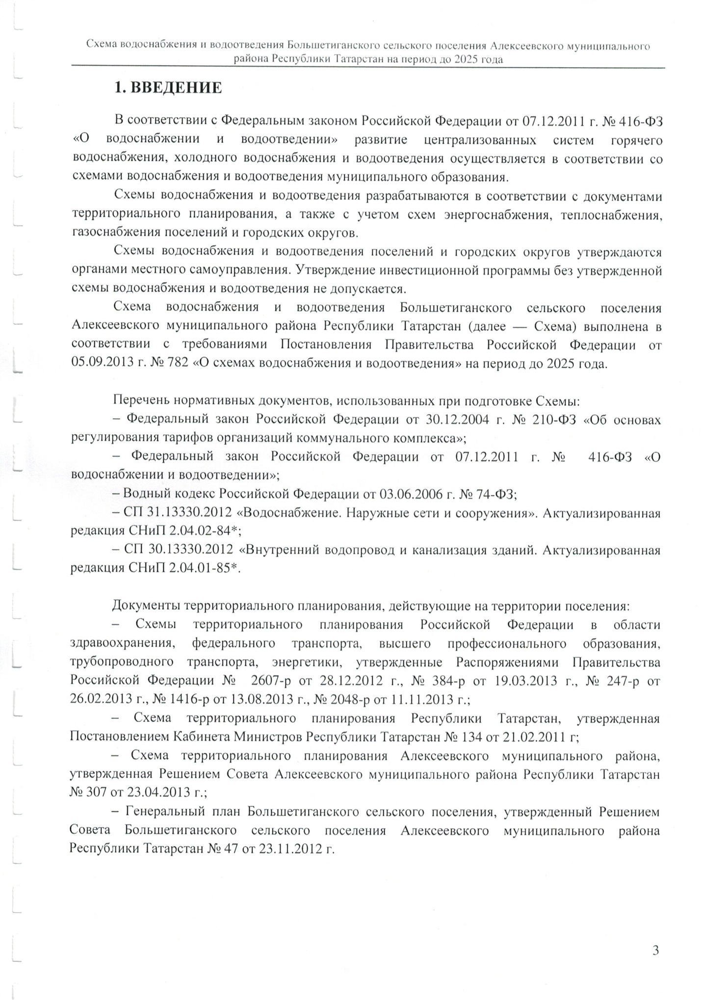 Схема водоснабжения и водоотведения Большетиганского сельского поселения Алексеевского муниципального
района Республики Татарстан на период до 2025 года
1. ВВЕДЕНИЕ
В соответствии с Федеральным законом Российской Федерации от 07.12.2011 г. № 416-ФЗ
«О водоснабжении и водоотведении» развитие централизованных систем горячего
водоснабжения, холодного водоснабжения и водоотведения осуществляется в соответствии со
схемами водоснабжения и водоотведения муниципального образования.
Схемы водоснабжения и водоотведения разрабатываются в соответствии с документами
территориального планирования, а также с учетом схем энергоснабжения, теплоснабжения,
газоснабжения поселений и городских округов.
Схемы водоснабжения и водоотведения поселений и городских округов утверждаются
органами местного самоуправления. Утверждение инвестиционной программы без утвержденной
схемы водоснабжения и водоотведения не допускается.
Схема водоснабжения и водоотведения Большетиганского сельского поселения
Алексеевского муниципального района Республики Татарстан (далее — Схема) выполнена в
соответствии с требованиями Постановления Правительства Российской Федерации от
05.09.2013 г. № 782 «О схемах водоснабжения и водоотведения» на период до 2025 года.
Перечень нормативных документов, использованных при подготовке Схемы:
– Федеральный закон Российской Федерации от 30.12.2004 г. № 210-ФЗ «Об основах
регулирования тарифов организаций коммунального комплекса»;
– Федеральный закон Российской Федерации от 07.12.2011 г. № 416-ФЗ «О
водоснабжении и водоотведении»;
– Водный кодекс Российской Федерации от 03.06.2006 г. № 74-ФЗ;
– СП 31.13330.2012 «Водоснабжение. Наружные сети и сооружения». Актуализированная
редакция СНиП 2.04.02-84*;
– СП 30.13330.2012 «Внутренний водопровод и канализация зданий. Актуализированная
редакция СНиП 2.04.01-85*.
Документы территориального планирования, действующие на территории поселения:
– Схемы территориального планирования Российской Федерации в области
здравоохранения, федерального транспорта, высшего профессионального образования,
трубопроводного транспорта, энергетики, утвержденные Распоряжениями Правительства
Российской Федерации № 2607-р от 28.12.2012 г., № 384-р от 19.03.2013 г., № 247-р от
26.02.2013 г., № 1416-р от 13.08.2013 г., № 2048-р от 11.11.2013 г.;
– Схема территориального планирования Республики Татарстан, утвержденная
Постановлением Кабинета Министров Республики Татарстан № 134 от 21.02.2011 г;
– Схема территориального планирования Алексеевского муниципального района,
утвержденная Решением Совета Алексеевского муниципального района Республики Татарстан
№ 307 от 23.04.2013 г.;
– Генеральный план Большетиганского сельского поселения, утвержденный Решением
Совета Большетиганского сельского поселения Алексеевского муниципального района
Республики Татарстан № 47 от 23.11.2012 г.
3